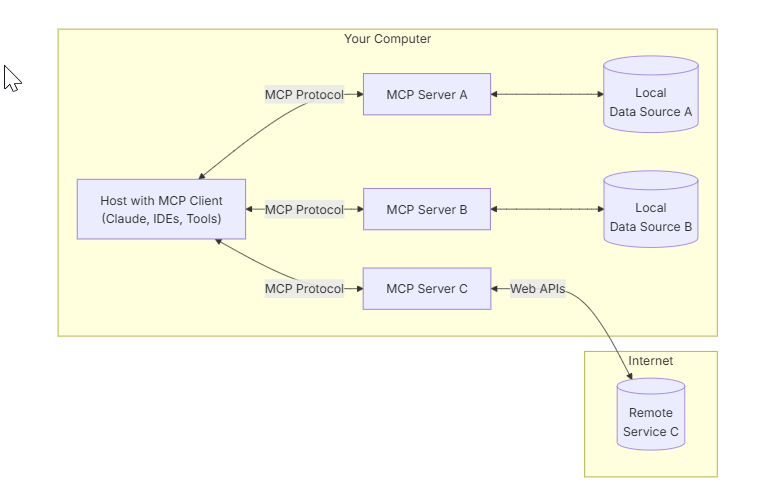 Your Computer
MCP Protocol
MCP Server A
Local
Data Source A
Host with MCP Client
(Claude, IDEs, Tools)
MCP Protocol
MCP Server B
Local
Data Source B
MCP Protocol
MCP Server C
Web APIs
Internet
Remote
Service C